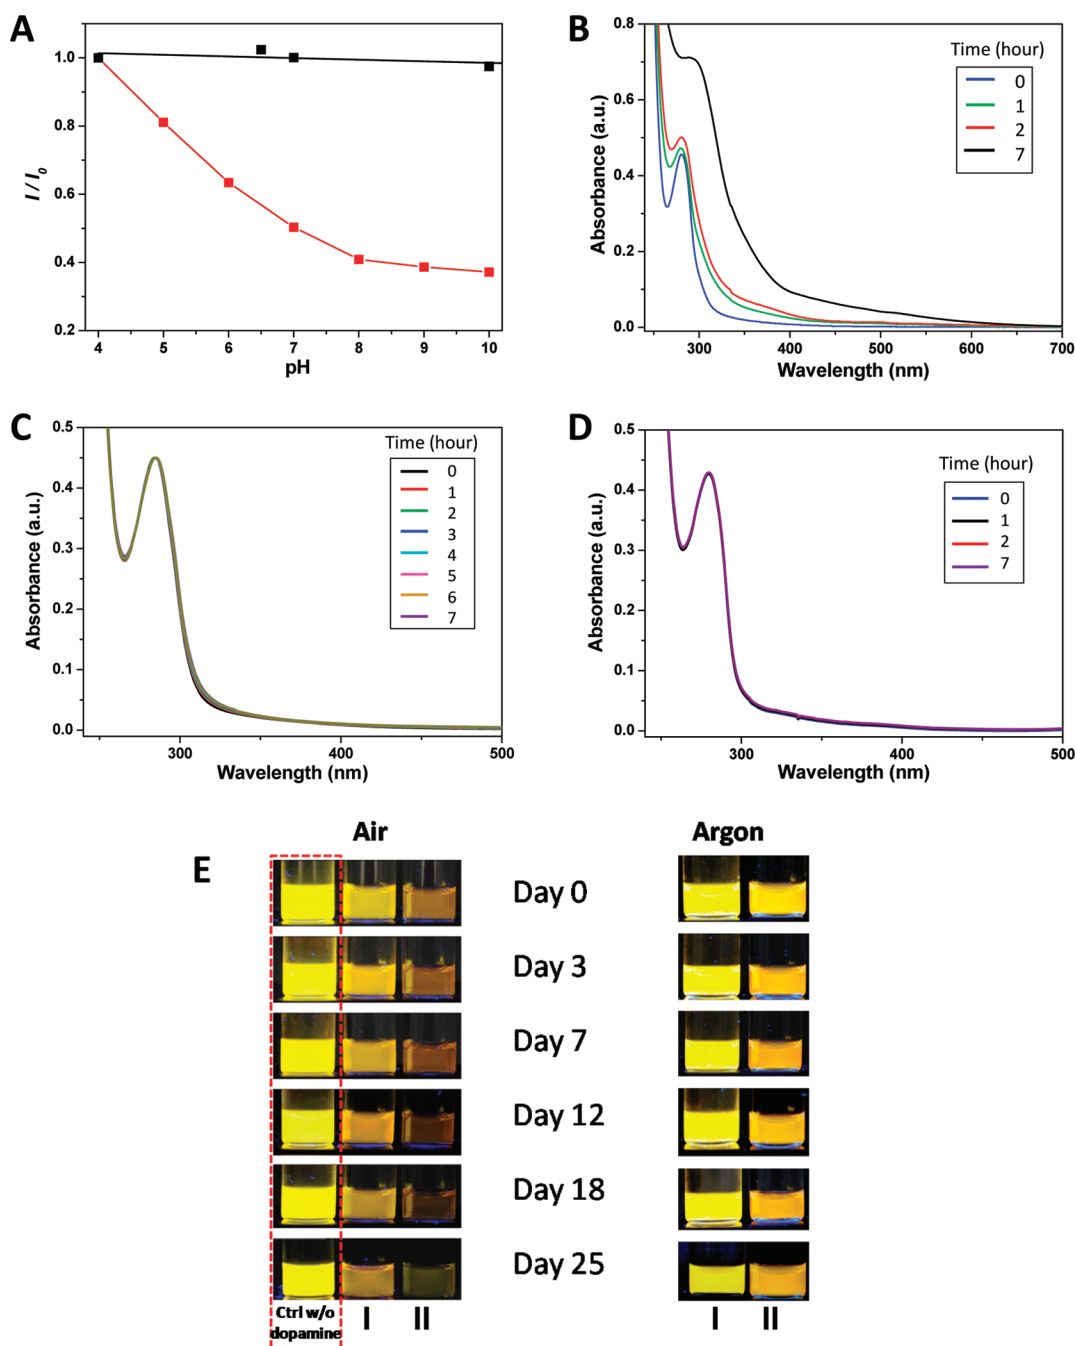 A
I / I0
1.0
0.8
0.6
0.4
0.2
4
5
6
7
8
9
10
pH
B
Absorbance (a.u.)
0.8
0.6
0.4
0.2
0.0
300
400
500
600
700
Wavelength (nm)
Time (hour)
0
1
2
7
C
Absorbance (a.u.)
0.5
0.4
0.3
0.2
0.1
0.0
300
400
500
Wavelength (nm)
Time (hour)
0
1
2
3
4
5
6
7
D
Absorbance (a.u.)
0.5
0.4
0.3
0.2
0.1
0.0
300
400
500
Wavelength (nm)
Time (hour)
0
1
2
7
E
Air
Argon
Day 0
Day 3
Day 7
Day 12
Day 18
Day 25
Ctrl w/o
dopamine
I
II
I
II